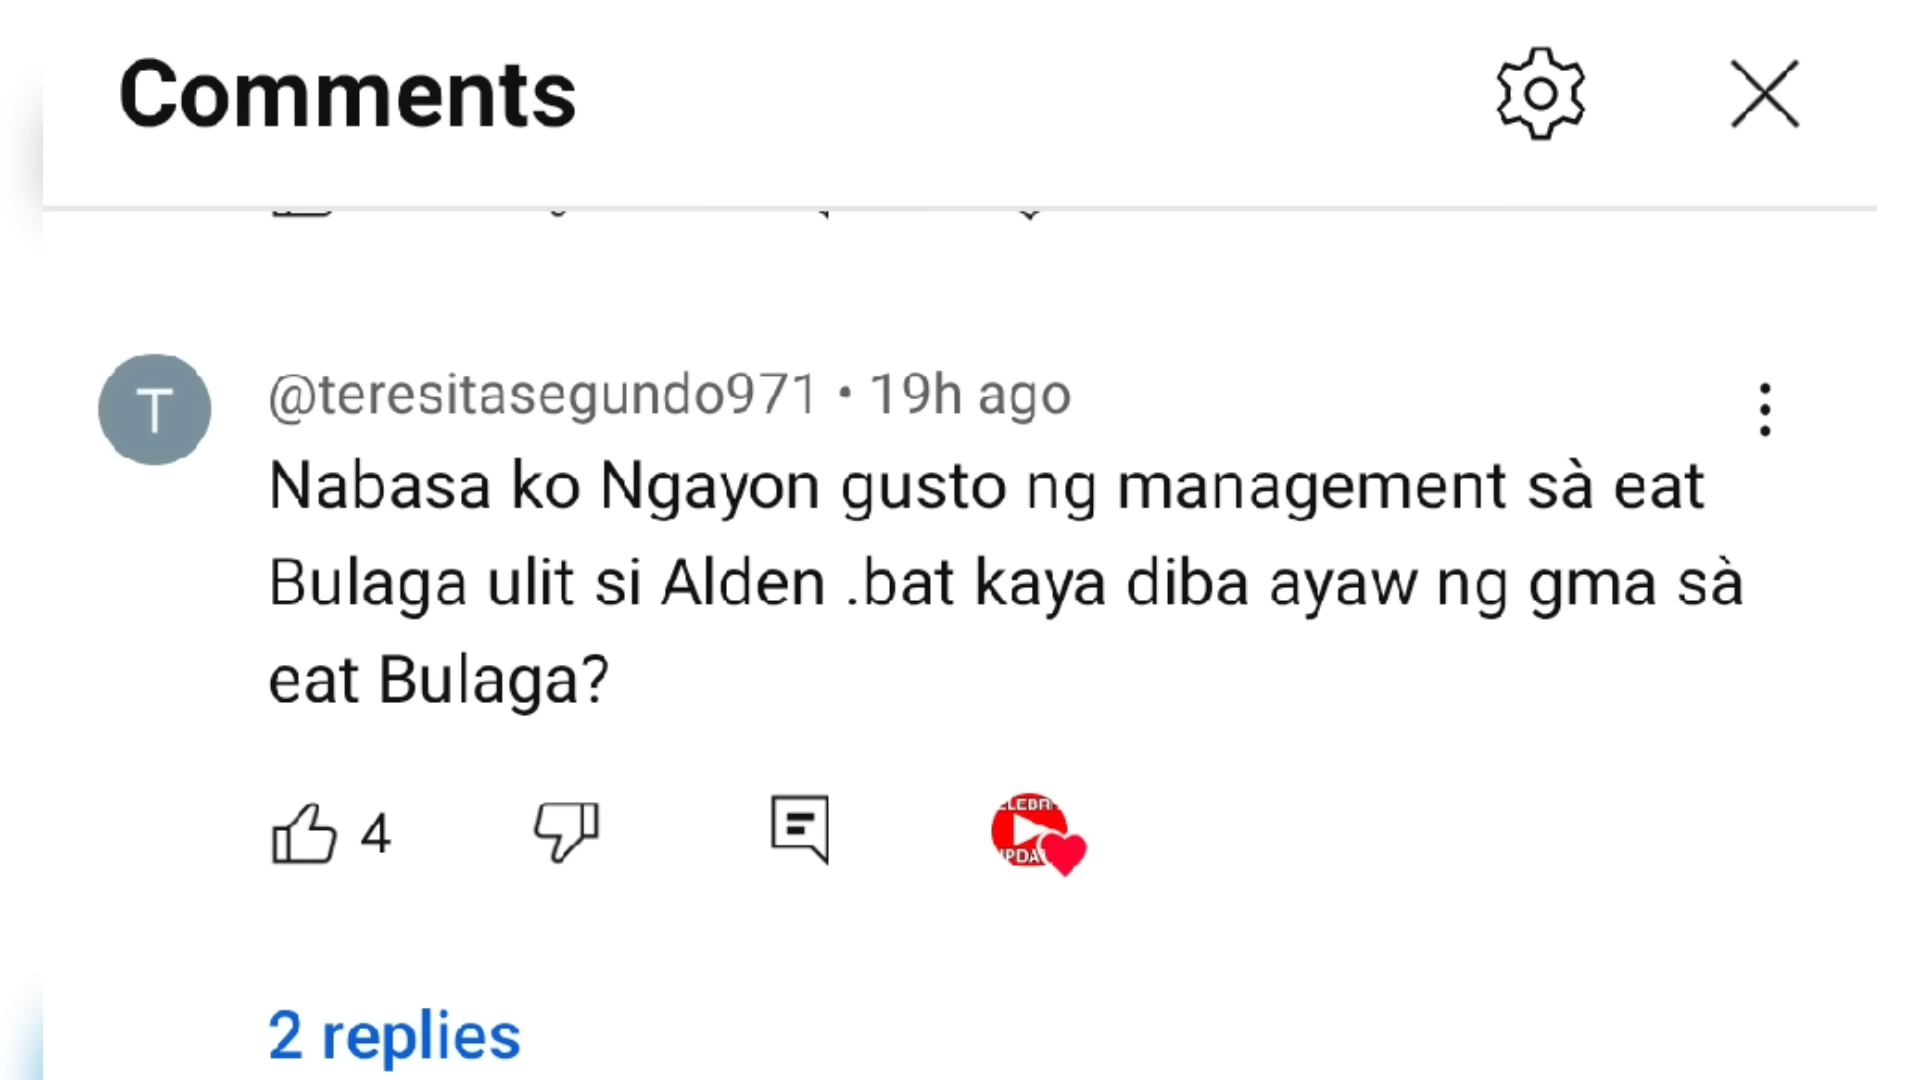 Comments
T
@teresitasegundo971 • 19h ago
Nabasa ko Ngayon gusto ng management sà eat
Bulaga ulit si Alden .bat kaya diba ayaw ng gma sà
eat Bulaga?
4
2 replies